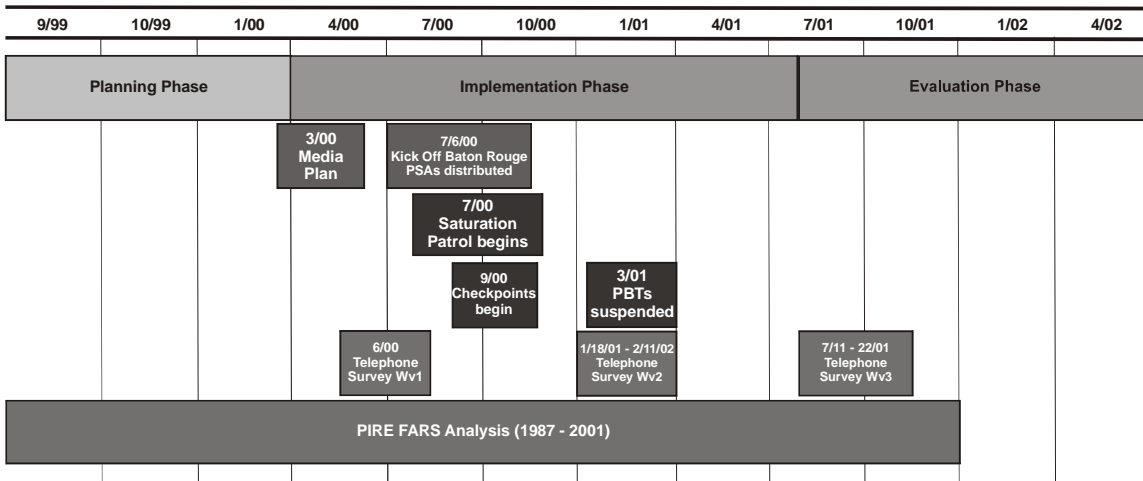 9/99 10/99 1/00 4/00 7/00 10/00 1/01 4/01 7/01 10/01 1/02 4/02
Planning Phase Implementation Phase Evaluation Phase
3/00
Media
Plan
7/6/00
Kick Off Baton Rouge
PSAs distributed
7/00
Saturation
Patrol begins
9/00
Checkpoints
begin
3/01
PBTs
suspended
6/00
Telephone
Survey Wv1
1/18/01 - 2/11/02
Telephone
Survey Wv2
7/11 - 22/01
Telephone
Survey Wv3
PIRE FARS Analysis (1987 - 2001)